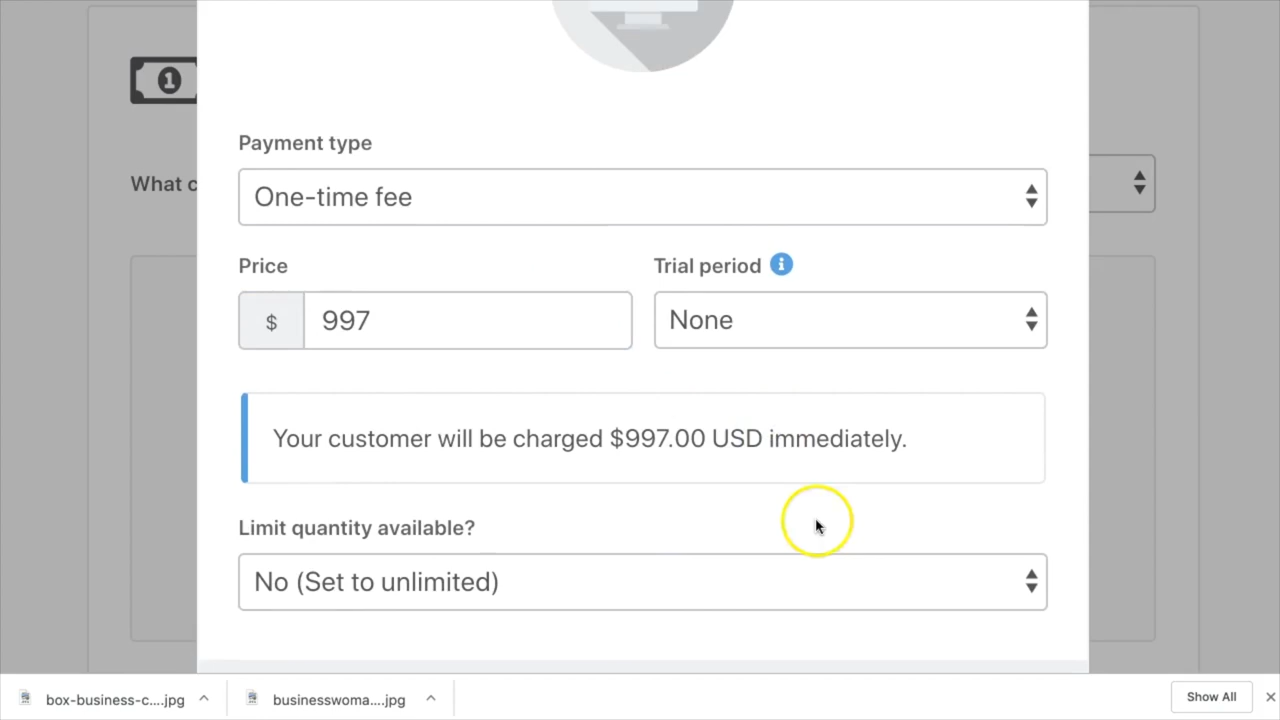 1
Payment type
What c
One-time fee
Price
Trial period i
$ 997
None
Your customer will be charged $997.00 USD immediately.
Limit quantity available?
No (Set to unlimited)
box-business-c....jpg
businesswoma....jpg
Show All